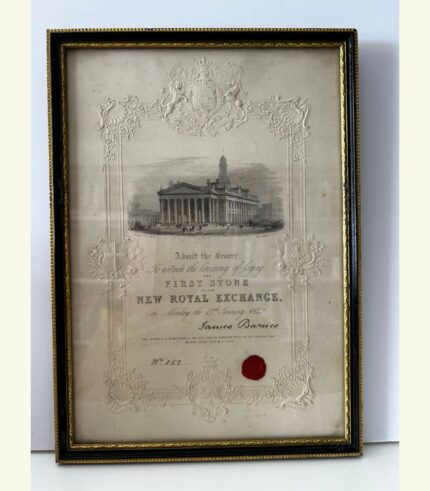 Admit the Bearer
To witness the Ceremony of laying
THE
FIRST STONE
OF THE
NEW ROYAL EXCHANGE,
on Monday the 17th January, 1842
James Barnes
No 252